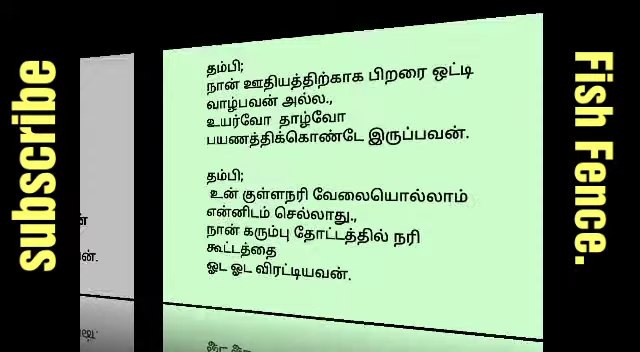 subscribe
தம்பி;
நான் ஊதியத்திற்காக பிறரை ஒட்டி
வாழ்பவன் அல்ல.,
உயர்வோ தாழ்வோ
பயணத்திக்கொண்டே இருப்பவன்.
தம்பி;
உன் குள்ளநரி வேலையொல்லாம்
என்னிடம் செல்லாது.,
நான் கரும்பு தோட்டத்தில் நரி
கூட்டத்தை
ஓட ஓட விரட்டியவன்.
Fish Fence.